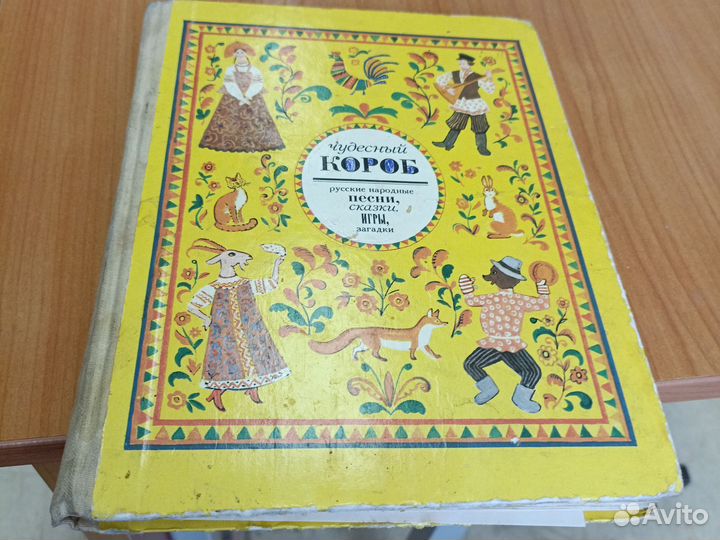 чудесный
КОРОБ
русские народные
песни,
сказки,
игры,
загадки
Avito